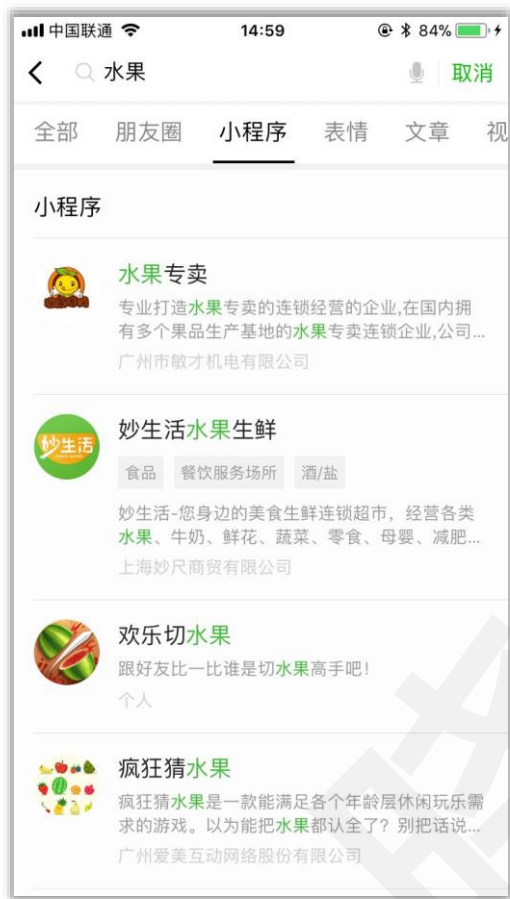 中国联通 14:59 84%
水果 取消
全部 朋友圈 小程序 表情 文章 视
小程序
水果专卖
专业打造水果专卖的连锁经营的企业,在国内拥
有多个果品生产基地的水果专卖连锁企业,公司...
广州市敏才机电有限公司
妙生活
妙生活水果生鲜
食品 餐饮服务场所 酒/盐
妙生活-您身边的美食生鲜连锁超市，经营各类
水果、牛奶、鲜花、蔬菜、零食、母婴、减肥...
上海妙尺商贸有限公司
欢乐切水果
跟好友比一比谁是切水果高手吧！
个人
疯狂猜水果
疯狂猜水果是一款能满足各个年龄层休闲玩乐需
求的游戏。以为能把水果都认全了？别把话说...
广州爱美互动网络股份有限公司